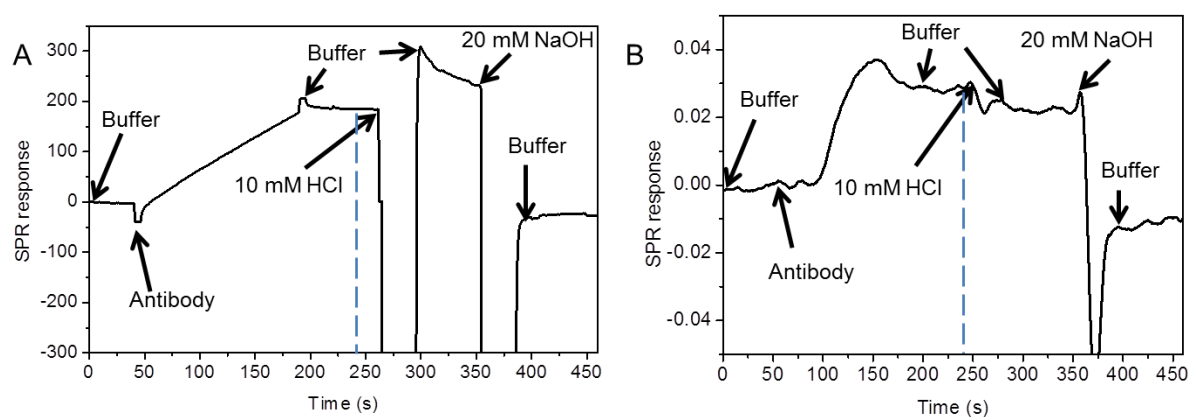 A
SPR response
300
200
100
0
-100
-200
-300
Buffer
Antibody
Buffer
10 mM HCl
20 mM NaOH
Buffer
0 50 100 150 200 250 300 350 400 450
Time (s)
B
SPR response
0.04
0.02
0.00
-0.02
-0.04
Buffer
Antibody
Buffer
10 mM HCl
20 mM NaOH
Buffer
0 50 100 150 200 250 300 350 400 450
Time (s)